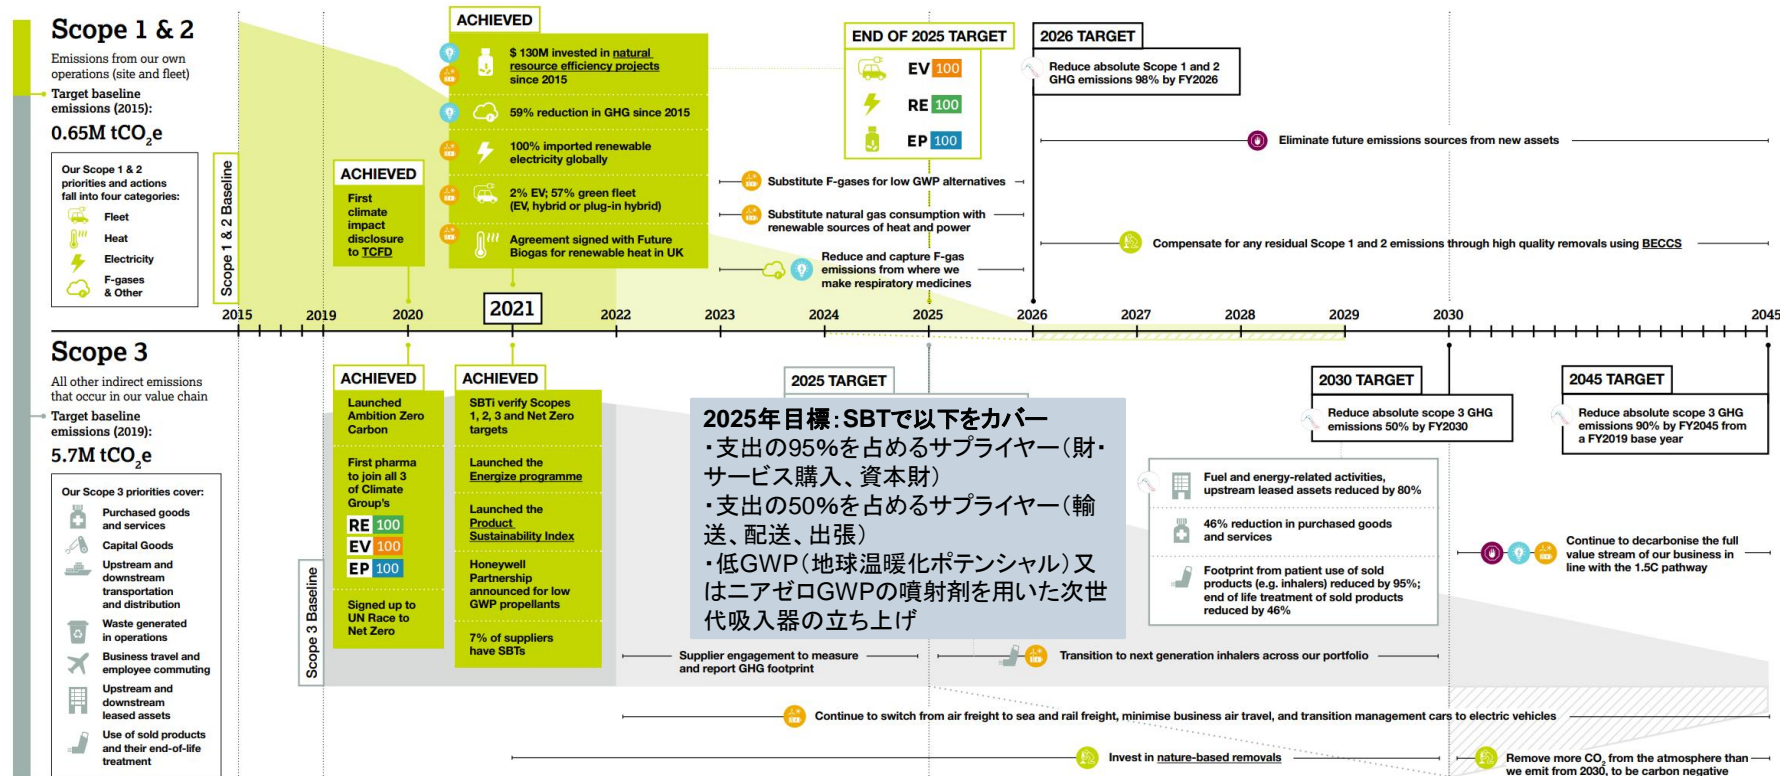 Scope 1 & 2
Emissions from our own
operations (site and fleet)
Target baseline
emissions (2015):
0.65M tCO2e
Our Scope 1 & 2
priorities and actions
fall into four categories:
Fleet
Heat
Electricity
F-gases
& Other
Scope 1 & 2 Baseline
ACHIEVED
First
climate
impact
disclosure
to TCFD
ACHIEVED
$ 130M invested in natural
resource efficiency projects
since 2015
59% reduction in GHG since 2015
100% imported renewable
electricity globally
2% EV; 57% green fleet
(EV, hybrid or plug-in hybrid)
Agreement signed with Future
Biogas for renewable heat in UK
END OF 2025 TARGET
EV 100
RE 100
EP 100
Substitute F-gases for low GWP alternatives
Substitute natural gas consumption with
renewable sources of heat and power
Reduce and capture F-gas
emissions from where we
make respiratory medicines
2026 TARGET
Reduce absolute Scope 1 and 2
GHG emissions 98% by FY2026
Eliminate future emissions sources from new assets
Compensate for any residual Scope 1 and 2 emissions through high quality removals using BECCS
2015 2019 2020 2021 2022 2023 2024 2025 2026 2027 2028 2029 2030 2045
Scope 3
All other indirect emissions
that occur in our value chain
Target baseline
emissions (2019):
5.7M tCO2e
Our Scope 3 priorities cover:
Purchased goods
and services
Capital Goods
Upstream and
downstream
transportation
and distribution
Waste generated
in operations
Business travel and
employee commuting
Upstream and
downstream
leased assets
Use of sold products
and their end-of-life
treatment
Scope 3 Baseline
ACHIEVED
Launched
Ambition Zero
Carbon
First pharma
to join all 3
of Climate
Group's
RE 100
EV 100
EP 100
Signed up to
UN Race to
Net Zero
ACHIEVED
SBTi verify Scopes
1, 2, 3 and Net Zero
targets
Launched the
Energize programme
Launched the
Product
Sustainability Index
Honeywell
Partnership
announced for low
GWP propellants
7% of suppliers
have SBTs
2025 TARGET
2025年目標：SBTで以下をカバー
・支出の95%を占めるサプライヤー（財・
サービス購入、資本財）
・支出の50%を占めるサプライヤー（輸
送、配送、出張）
・低GWP（地球温暖化ポテンシャル）又
はニアゼロGWPの噴射剤を用いた次世
代吸入器の立ち上げ
Supplier engagement to measure
and report GHG footprint
Transition to next generation inhalers across our portfolio
2030 TARGET
Reduce absolute scope 3 GHG
emissions 50% by FY2030
Fuel and energy-related activities,
upstream leased assets reduced by 80%
46% reduction in purchased goods
and services
Footprint from patient use of sold
products (e.g. inhalers) reduced by 95%;
end of life treatment of sold products
reduced by 46%
2045 TARGET
Reduce absolute scope 3 GHG
emissions 90% by FY2045 from
a FY2019 base year
Continue to decarbonise the full
value stream of our business in
line with the 1.5C pathway
Continue to switch from air freight to sea and rail freight, minimise business air travel, and transition management cars to electric vehicles
Invest in nature-based removals
Remove more CO2 from the atmosphere than
we emit from 2030, to be carbon negative